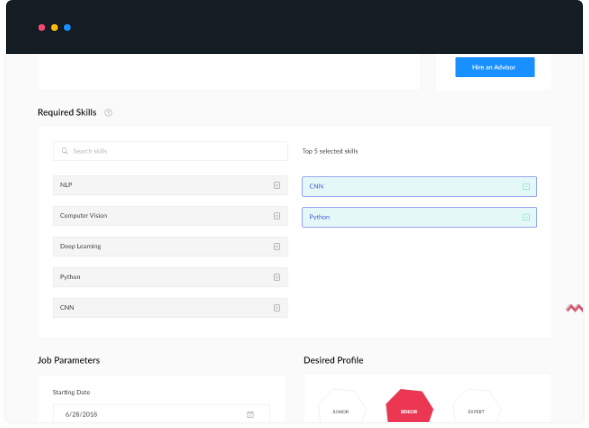 Hire an Advisor
Required Skills
Search skills
Top 5 selected skills
NLP
CNN
Computer Vision
Python
Deep Learning
Python
CNN
Job Parameters
Desired Profile
Starting Date
6/28/2018
JUNIOR
SENIOR
EXPERT